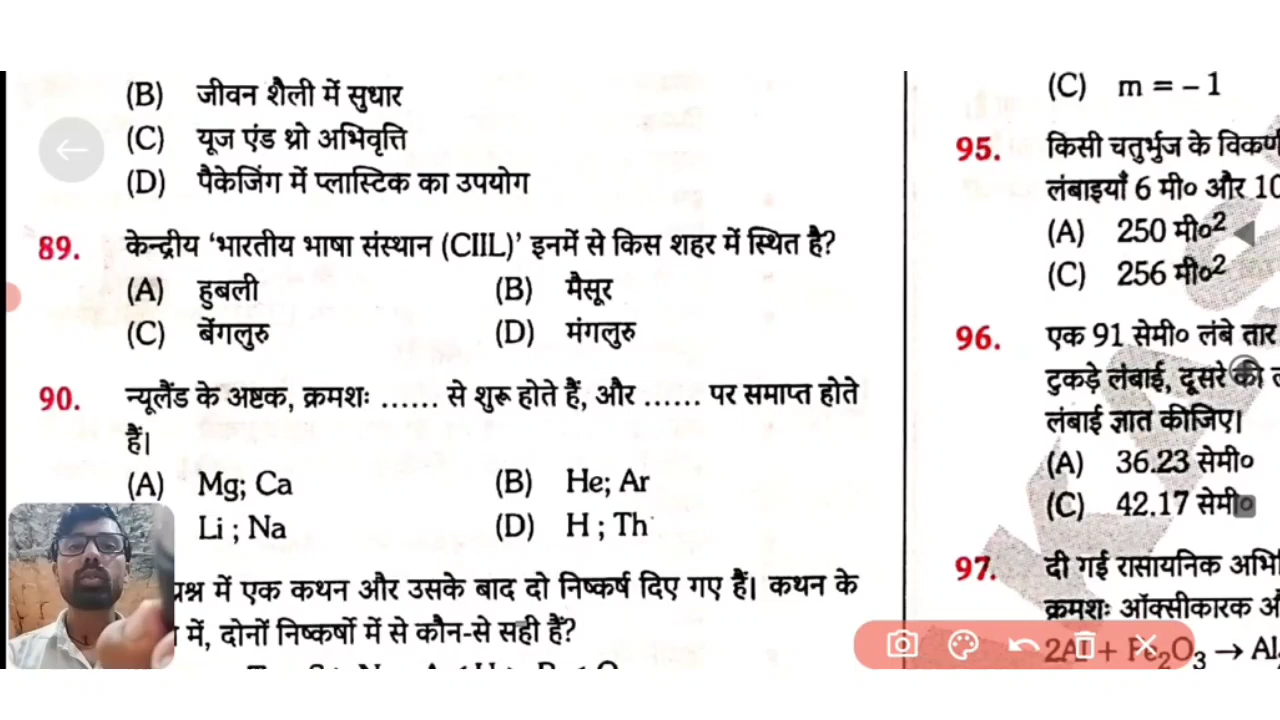 (B) जीवन शैली में सुधार
(C) यूज एंड थ्रो अभिवृत्ति
(D) पैकेजिंग में प्लास्टिक का उपयोग
89. केन्द्रीय ‘भारतीय भाषा संस्थान (CIIL)’ इनमें से किस शहर में स्थित है?
(A) हुबली (B) मैसूर
(C) बेंगलुरु (D) मंगलुरु
90. न्यूलैंड के अष्टक, क्रमशः ...... से शुरू होते हैं, और ...... पर समाप्त होते
हैं।
(A) Mg; Ca (B) He; Ar
Li ; Na (D) H ; Th
प्रश्न में एक कथन और उसके बाद दो निष्कर्ष दिए गए हैं। कथन के
में, दोनों निष्कर्षो में से कौन-से सही हैं?
(C) m = – 1
95. किसी चतुर्भुज के विकर्ण
लंबाइयाँ 6 मी० और 10
(A) 250 मी०²
(C) 256 मी०²
96. एक 91 सेमी० लंबे तार
टुकड़े लंबाई, दूसरे की
लंबाई ज्ञात कीजिए।
(A) 36.23 सेमी०
(C) 42.17 सेमी०
97. दी गई रासायनिक अभि
क्रमशः ऑक्सीकारक औ
2Al + Fe₂O₃ → Al